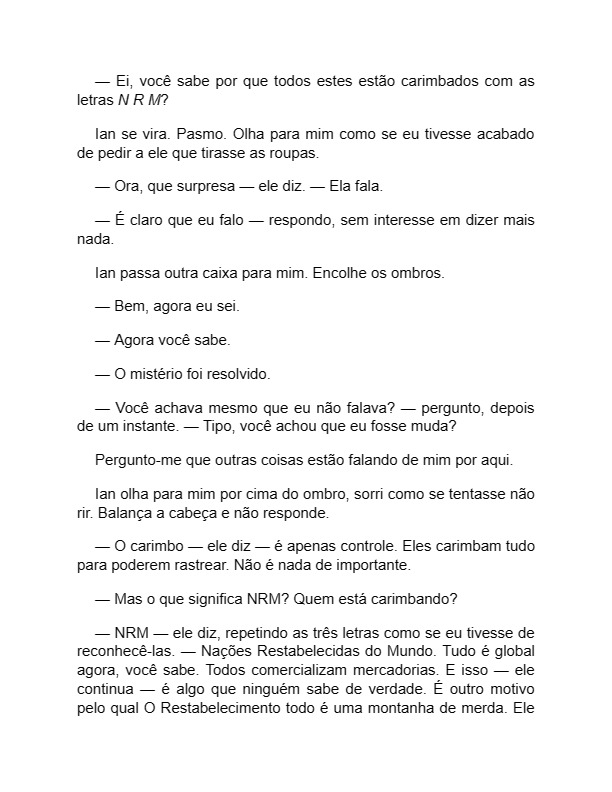 — Ei, você sabe por que todos estes estão carimbados com as
letras N R M?
Ian se vira. Pasmo. Olha para mim como se eu tivesse acabado
de pedir a ele que tirasse as roupas.
— Ora, que surpresa — ele diz. — Ela fala.
— É claro que eu falo — respondo, sem interesse em dizer mais
nada.
Ian passa outra caixa para mim. Encolhe os ombros.
— Bem, agora eu sei.
— Agora você sabe.
— O mistério foi resolvido.
— Você achava mesmo que eu não falava? — pergunto, depois
de um instante. — Tipo, você achou que eu fosse muda?
Pergunto-me que outras coisas estão falando de mim por aqui.
Ian olha para mim por cima do ombro, sorri como se tentasse não
rir. Balança a cabeça e não responde.
— O carimbo — ele diz — é apenas controle. Eles carimbam tudo
para poderem rastrear. Não é nada de importante.
— Mas o que significa NRM? Quem está carimbando?
— NRM — ele diz, repetindo as três letras como se eu tivesse de
reconhecê-las. — Nações Restabelecidas do Mundo. Tudo é global
agora, você sabe. Todos comercializam mercadorias. E isso — ele
continua — é algo que ninguém sabe de verdade. É outro motivo
pelo qual O Restabelecimento todo é uma montanha de merda. Ele